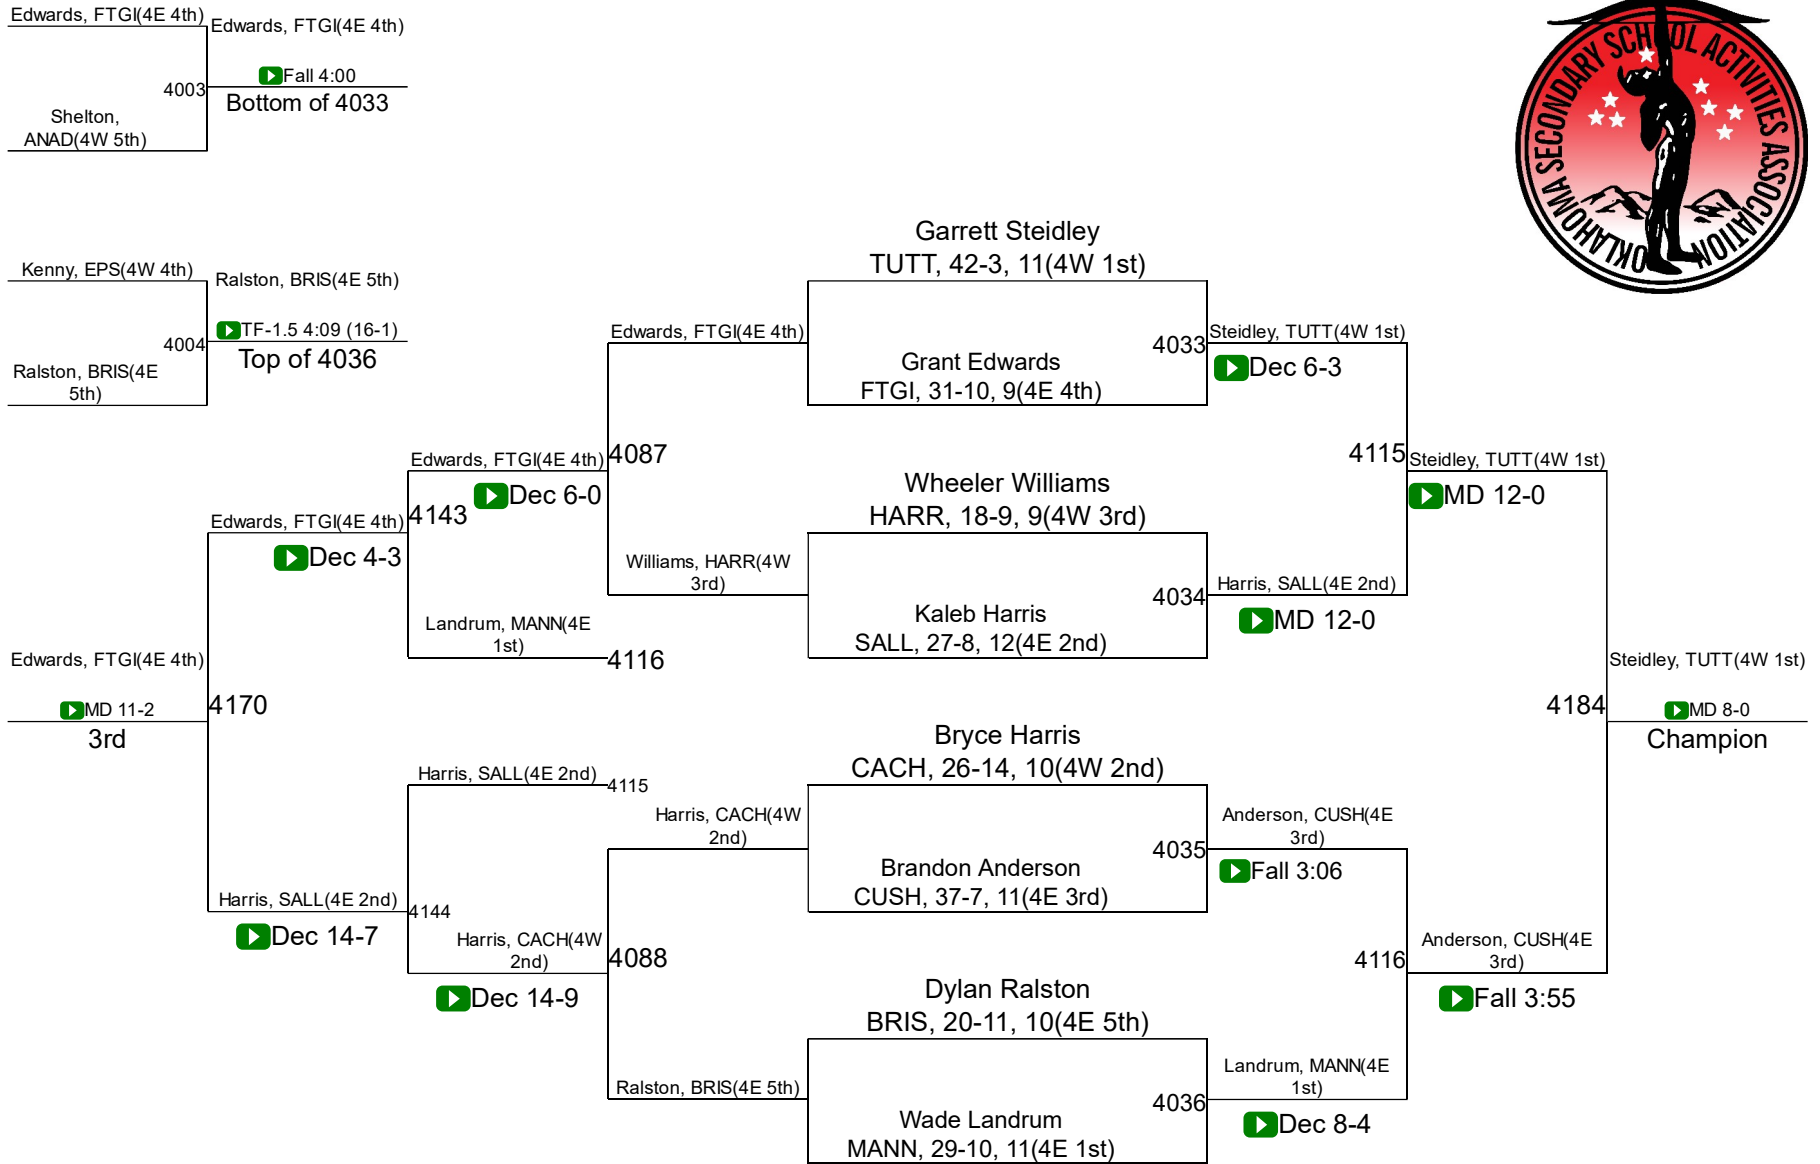 Edwards, FTGI(4E 4th)
Edwards, FTGI(4E 4th)
4003
Fall 4:00
Bottom of 4033
Shelton,
ANAD(4W 5th)
OKLAHOMA SECONDARY SCHOOL ACTIVITIES ASSOCIATION
Kenny, EPS(4W 4th)
Ralston, BRIS(4E 5th)
4004
TF-1.5 4:09 (16-1)
Top of 4036
Ralston, BRIS(4E
5th)
Garrett Steidley
TUTT, 42-3, 11(4W 1st)
Edwards, FTGI(4E 4th)
4033
Steidley, TUTT(4W 1st)
Dec 6-3
Grant Edwards
FTGI, 31-10, 9(4E 4th)
Edwards, FTGI(4E 4th)
4087
Dec 6-0
4115
Steidley, TUTT(4W 1st)
MD 12-0
Wheeler Williams
HARR, 18-9, 9(4W 3rd)
Edwards, FTGI(4E 4th)
4143
Dec 4-3
Williams, HARR(4W
3rd)
4034
Harris, SALL(4E 2nd)
MD 12-0
Kaleb Harris
SALL, 27-8, 12(4E 2nd)
Landrum, MANN(4E
1st)
4116
Edwards, FTGI(4E 4th)
4170
MD 11-2
3rd
Steidley, TUTT(4W 1st)
4184
MD 8-0
Champion
Bryce Harris
CACH, 26-14, 10(4W 2nd)
Harris, SALL(4E 2nd)
4115
Harris, CACH(4W
2nd)
4035
Anderson, CUSH(4E
3rd)
Fall 3:06
Brandon Anderson
CUSH, 37-7, 11(4E 3rd)
Harris, SALL(4E 2nd)
4144
Dec 14-7
Harris, CACH(4W
2nd)
4088
Dec 14-9
4116
Anderson, CUSH(4E
3rd)
Fall 3:55
Dylan Ralston
BRIS, 20-11, 10(4E 5th)
Ralston, BRIS(4E 5th)
4036
Landrum, MANN(4E
1st)
Dec 8-4
Wade Landrum
MANN, 29-10, 11(4E 1st)